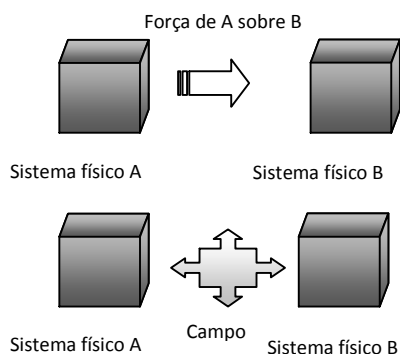 Força de A sobre B
Sistema físico A
Sistema físico B
Campo
Sistema físico A
Sistema físico B